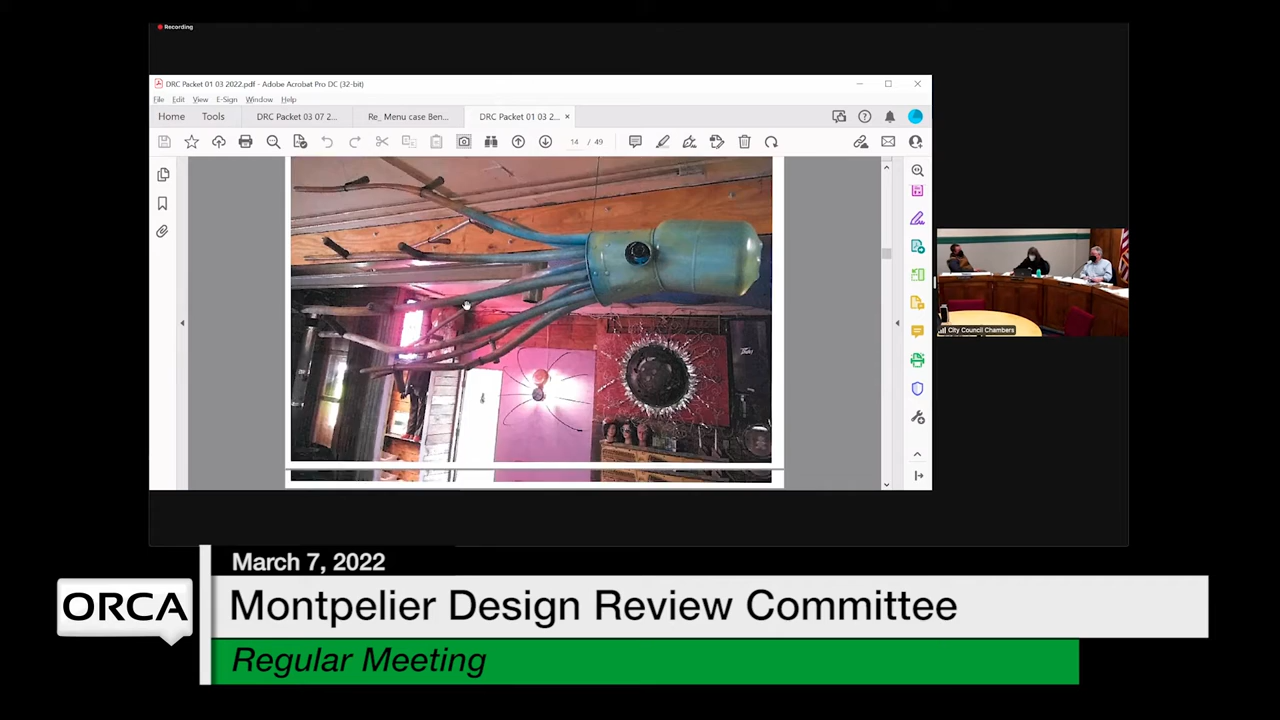 Recording
DRC Packet 01 03 2022.pdf - Adobe Acrobat Pro DC (32-bit)
File Edit View E-Sign Window Help
Home Tools DRC Packet 03 07 2... Re_ Menu case Ben... DRC Packet 01 03 2... ×
14 / 49
City Council Chambers
March 7, 2022
ORCA
Montpelier Design Review Committee
Regular Meeting